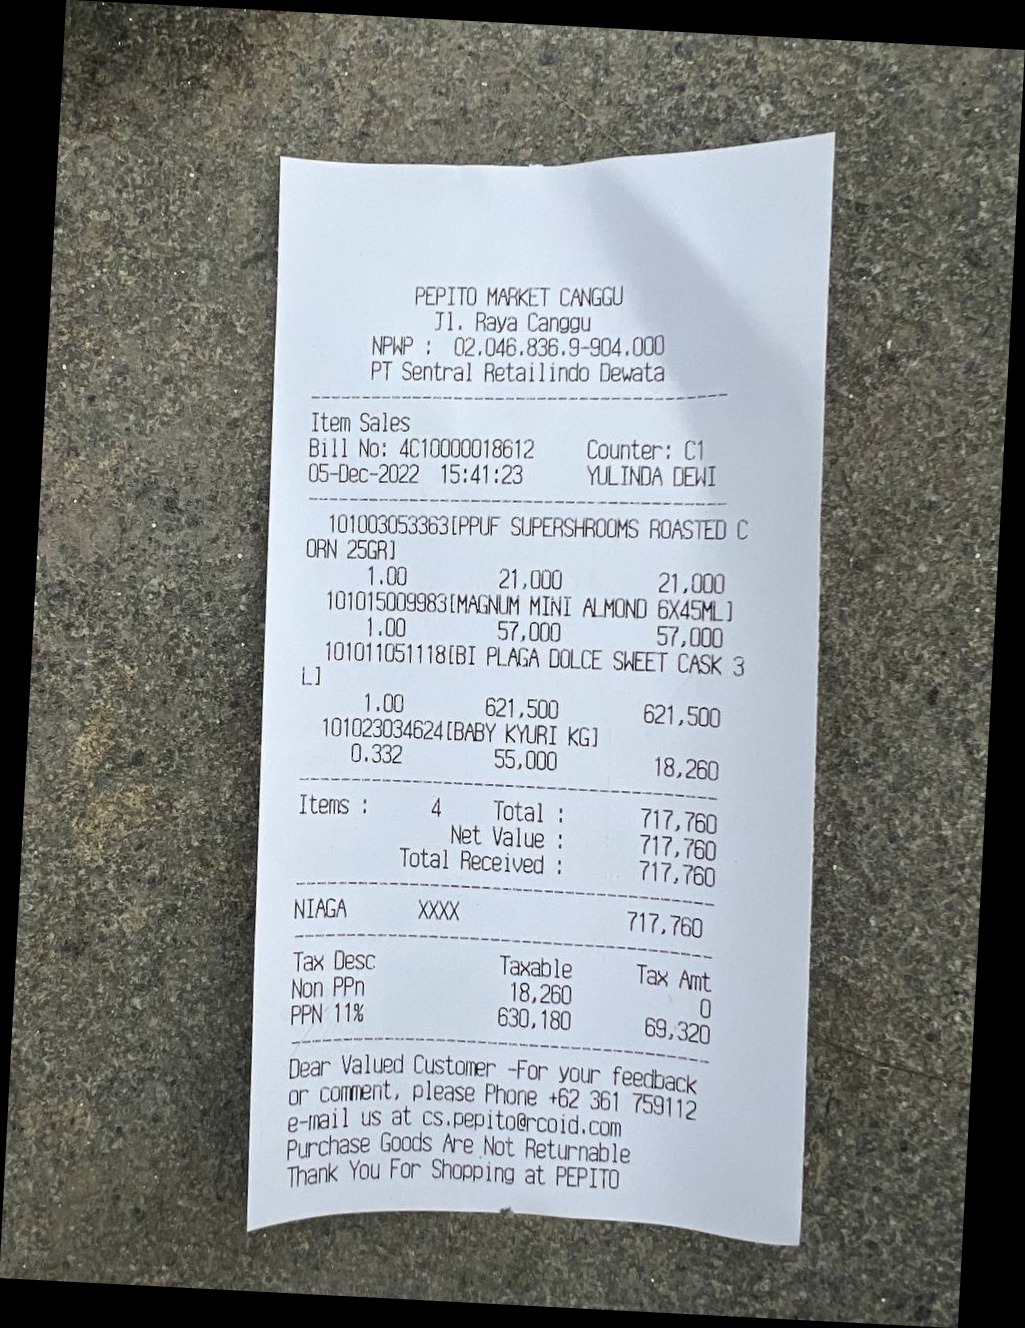 PEPITO MARKET CANGGU
Jl. Raya Canggu
NPWP : 02.046.836.9-904.000
PT Sentral Retailindo Dewata
Item Sales
Bill No: 4C10000018612 Counter: C1
05-Dec-2022 15:41:23 YULINDA DEWI
101003053363[PPUF SUPERSHROOMS ROASTED C
ORN 25GR]
1.00 21,000 21,000
101015009983[MAGNUM MINI ALMOND 6X45ML]
1.00 57,000 57,000
101011051118[BI PLAGA DOLCE SWEET CASK 3
L]
1.00 621,500 621,500
101023034624[BABY KYURI KG]
0.332 55,000 18,260
Items : 4 Total : 717,760
Net Value : 717,760
Total Received : 717,760
NIAGA XXXX 717,760
Tax Desc Taxable Tax Amt
Non PPn 18,260 0
PPN 11% 630,180 69,320
Dear Valued Customer -For your feedback
or comment, please Phone +62 361 759112
e-mail us at cs.pepito@rcoid.com
Purchase Goods Are Not Returnable
Thank You For Shopping at PEPITO